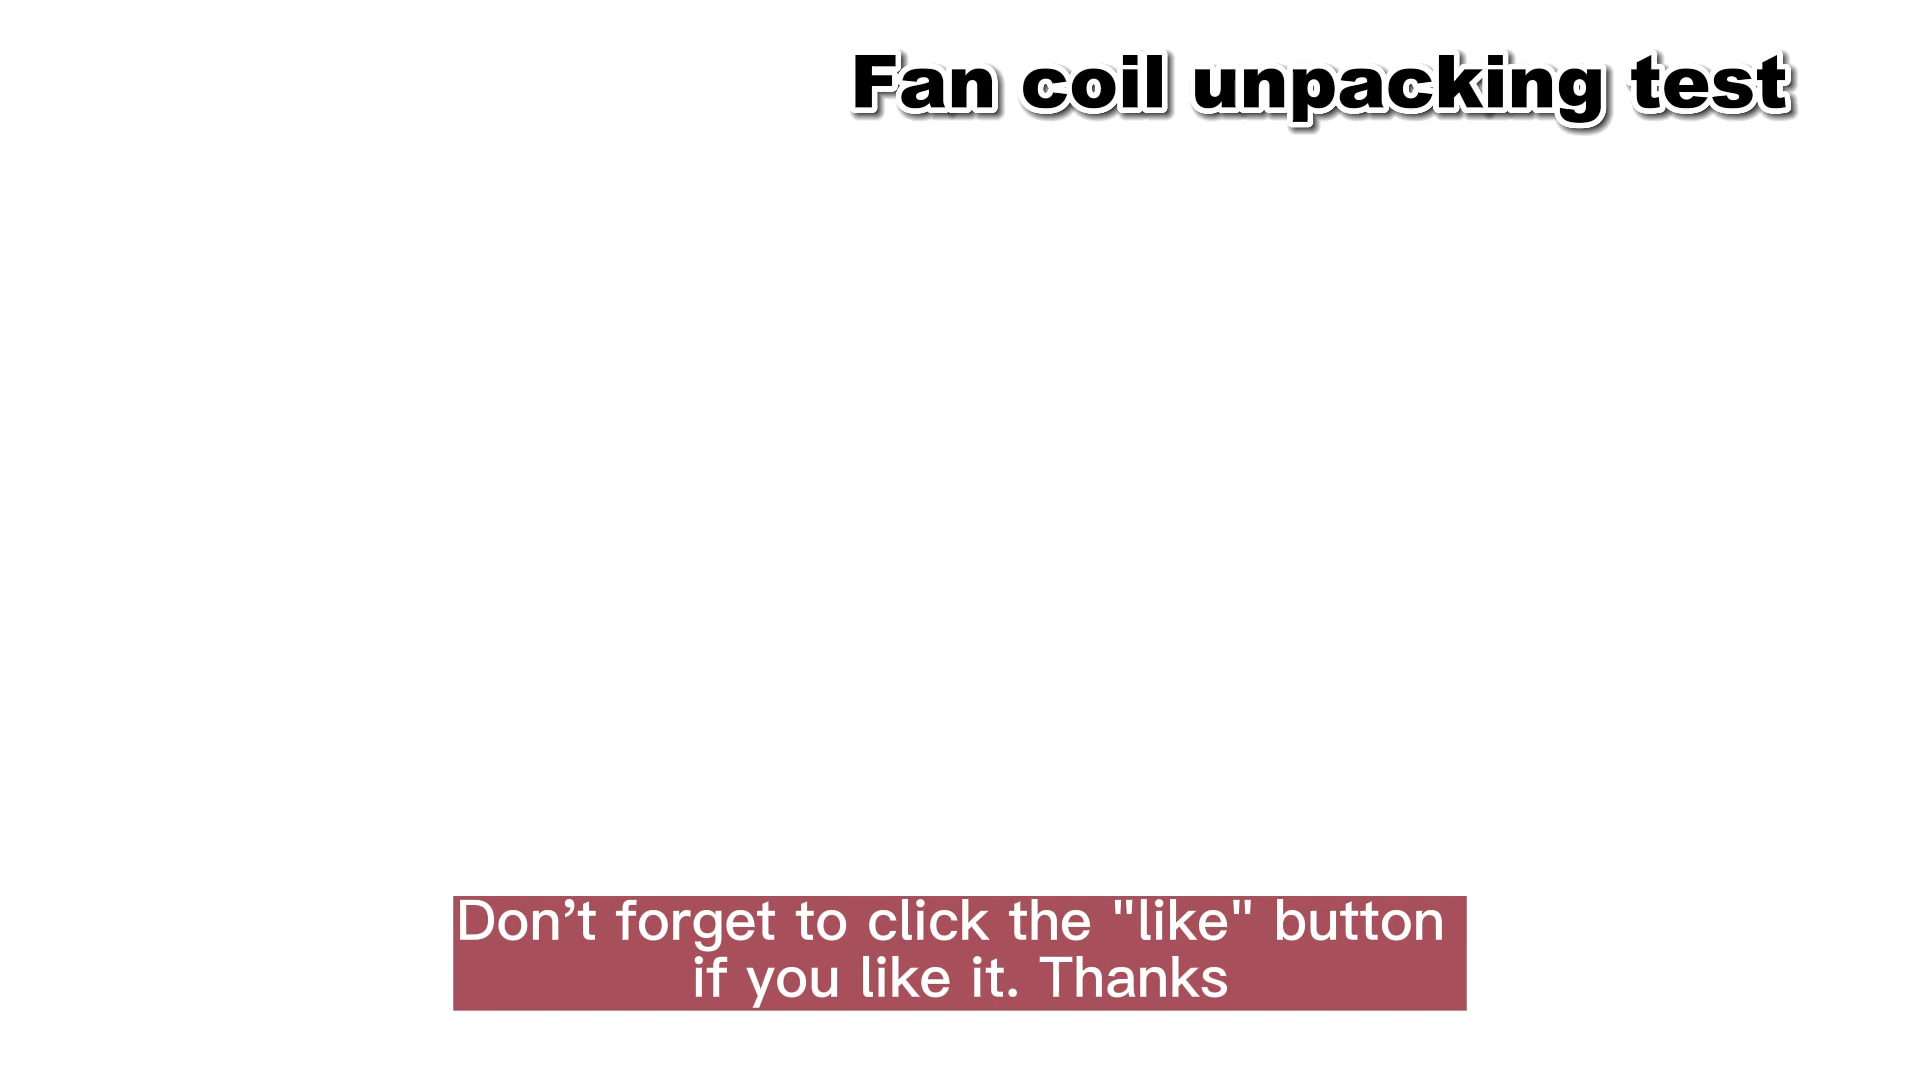 Fan coil unpacking test
Don’t forget to click the "like" button
if you like it. Thanks